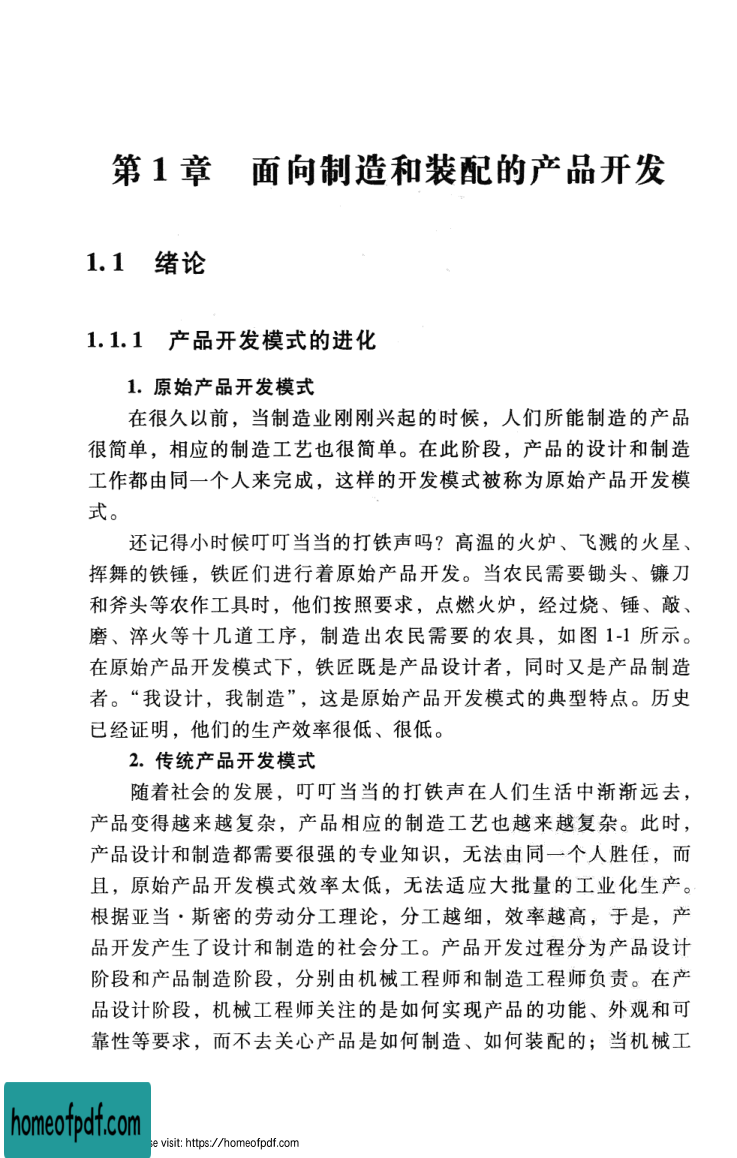 第1章 面向制造和装配的产品开发
1.1 绪论
1.1.1 产品开发模式的进化
1. 原始产品开发模式
在很久以前，当制造业刚刚兴起的时候，人们所能制造的产品
很简单，相应的制造工艺也很简单。在此阶段，产品的设计和制造
工作都由同一个人来完成，这样的开发模式被称为原始产品开发模
式。
还记得小时候叮叮当当的打铁声吗？高温的火炉、飞溅的火星、
挥舞的铁锤，铁匠们进行着原始产品开发。当农民需要锄头、镰刀
和斧头等农作工具时，他们按照要求，点燃火炉，经过烧、锤、敲、
磨、淬火等十几道工序，制造出农民需要的农具，如图 1-1 所示。
在原始产品开发模式下，铁匠既是产品设计者，同时又是产品制造
者。“我设计，我制造”，这是原始产品开发模式的典型特点。历史
已经证明，他们的生产效率很低、很低。
2. 传统产品开发模式
随着社会的发展，叮叮当当的打铁声在人们生活中渐渐远去，
产品变得越来越复杂，产品相应的制造工艺也越来越复杂。此时，
产品设计和制造都需要很强的专业知识，无法由同一个人胜任，而
且，原始产品开发模式效率太低，无法适应大批量的工业化生产。
根据亚当·斯密的劳动分工理论，分工越细，效率越高，于是，产
品开发产生了设计和制造的社会分工。产品开发过程分为产品设计
阶段和产品制造阶段，分别由机械工程师和制造工程师负责。在产
品设计阶段，机械工程师关注的是如何实现产品的功能、外观和可
靠性等要求，而不去关心产品是如何制造、如何装配的；当机械工
homeofpdf.com
se visit: https://homeofpdf.com